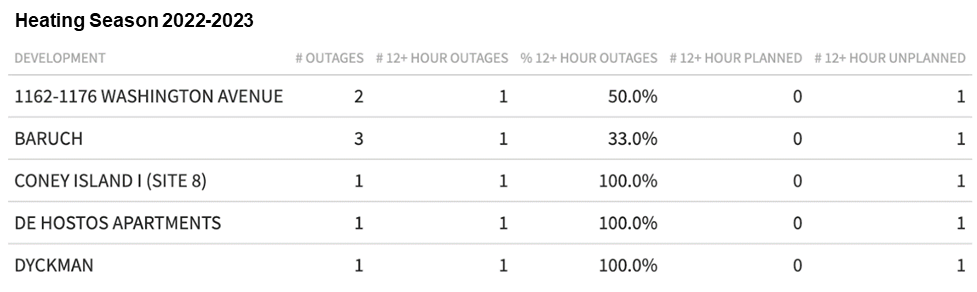 Heating Season 2022-2023
DEVELOPMENT # OUTAGES # 12+ HOUR OUTAGES % 12+ HOUR OUTAGES # 12+ HOUR PLANNED # 12+ HOUR UNPLANNED
1162-1176 WASHINGTON AVENUE 2 1 50.0% 0 1
BARUCH 3 1 33.0% 0 1
CONEY ISLAND I (SITE 8) 1 1 100.0% 0 1
DE HOSTOS APARTMENTS 1 1 100.0% 0 1
DYCKMAN 1 1 100.0% 0 1